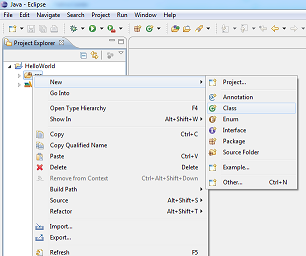 Java - Eclipse
File Edit Navigate Search Project Run Window Help
Project Explorer
HelloWorld
src
New
Go Into
Open Type Hierarchy F4
Show In Alt+Shift+W
Copy Ctrl+C
Copy Qualified Name
Paste Ctrl+V
Delete Delete
Remove from Context Ctrl+Alt+Shift+Down
Build Path
Source Alt+Shift+S
Refactor Alt+Shift+T
Import...
Export...
Refresh F5
Project...
Annotation
Class
Enum
Interface
Package
Source Folder
Example...
Other... Ctrl+N